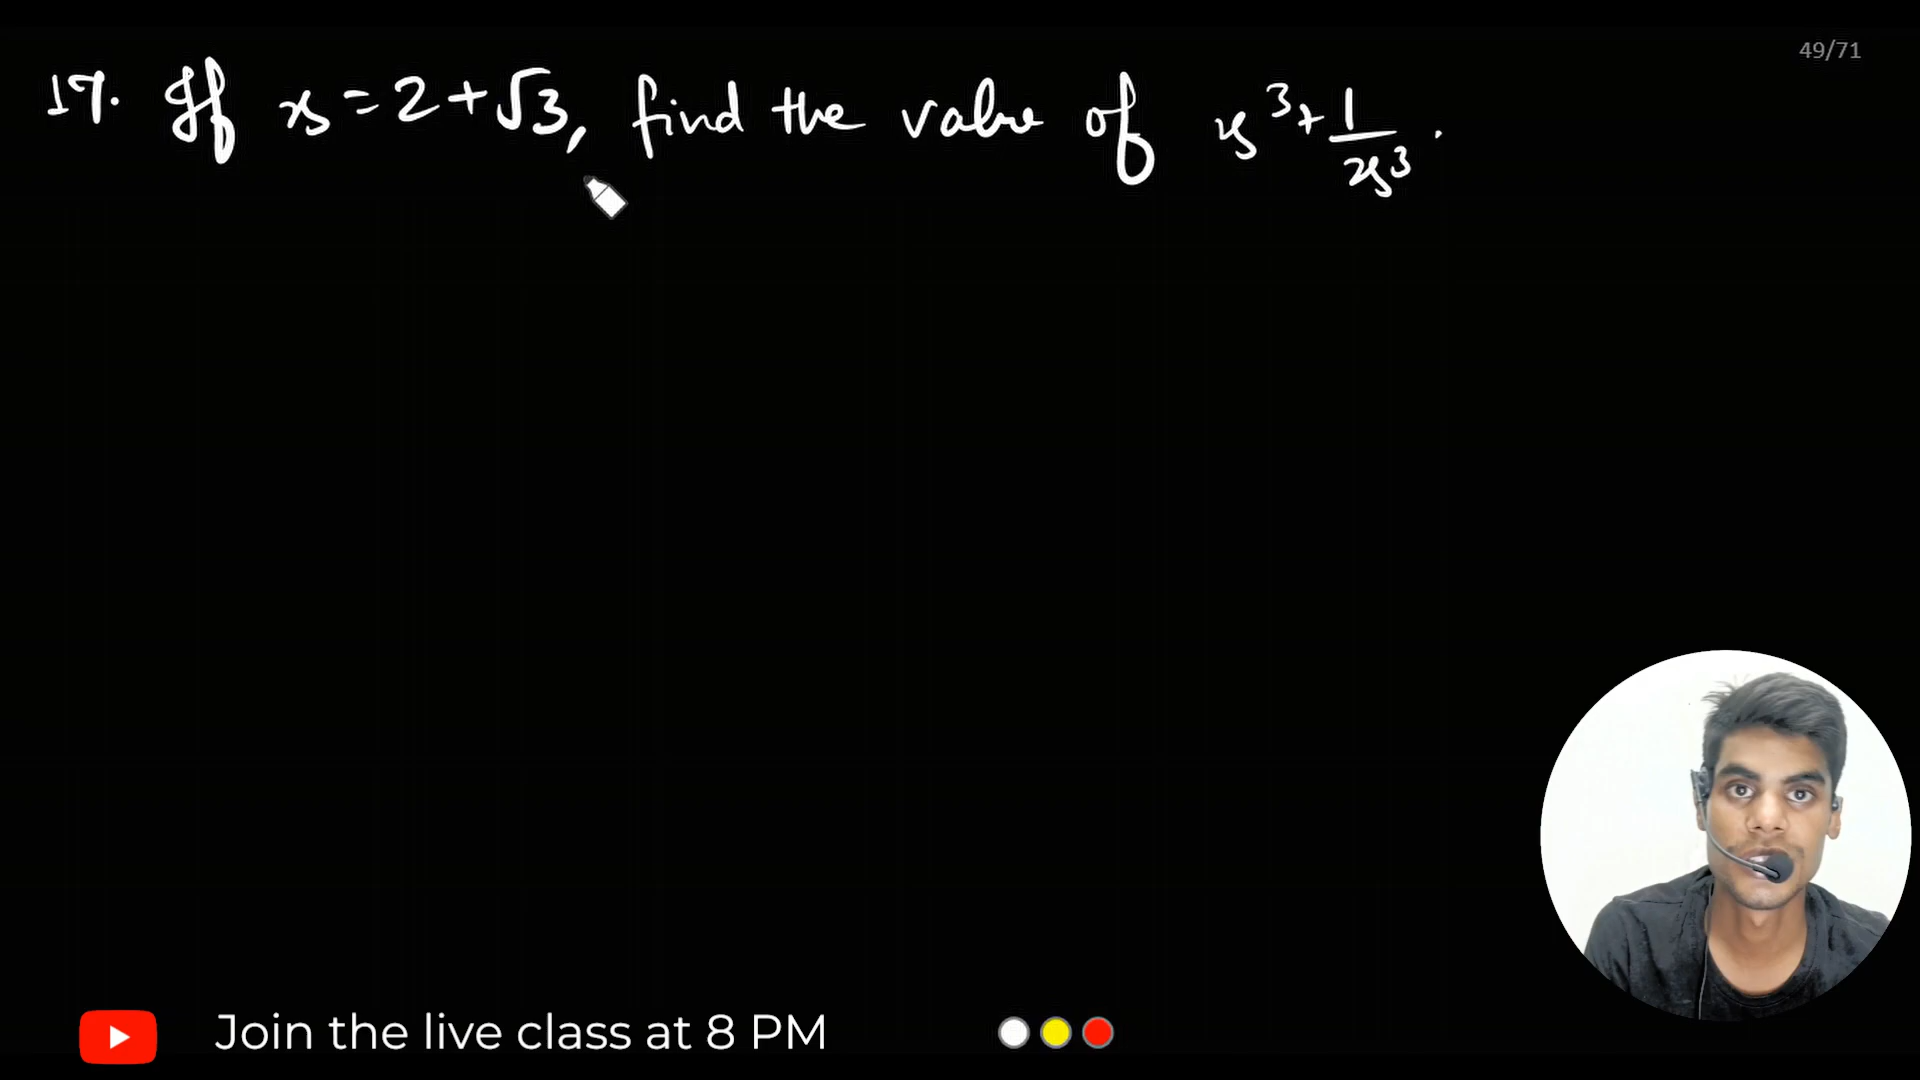 49/71
17. If x = 2 + √3, find the value of x³ + 1/x³.
Join the live class at 8 PM